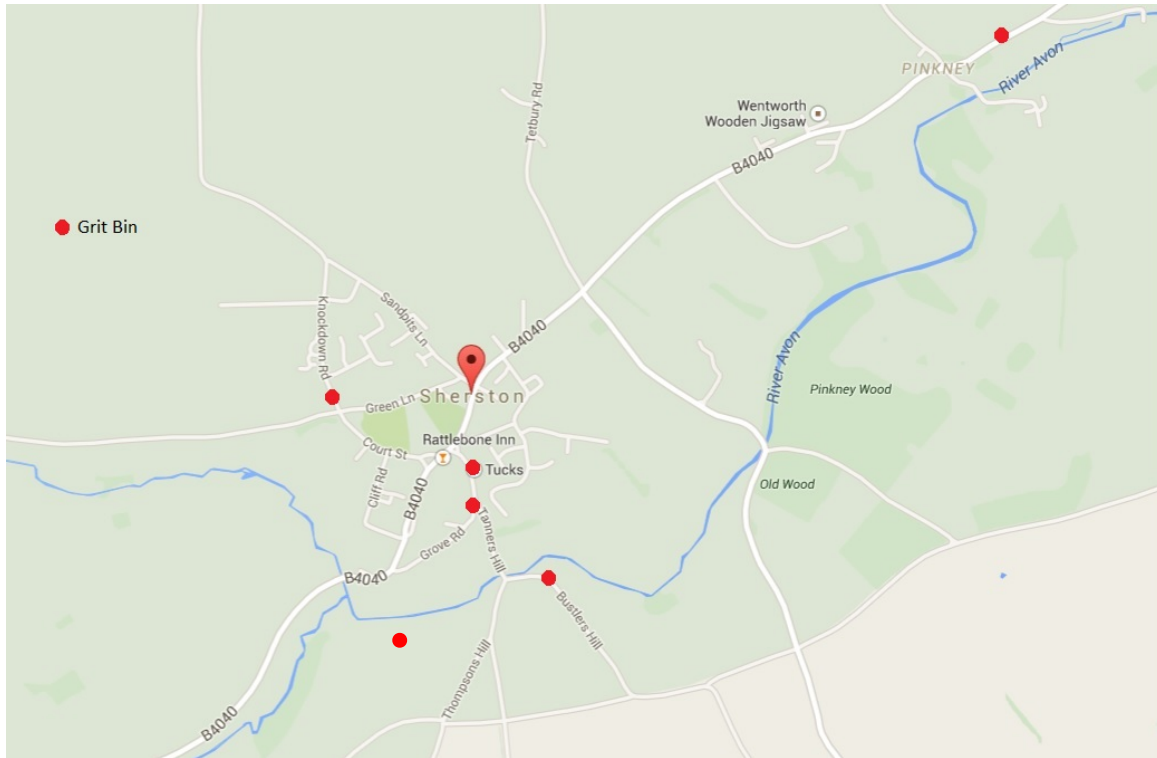 Tetbury Rd
PINKNEY
River Avon
Wentworth
Wooden Jigsaw
B4040
Grit Bin
Knockdown Rd
Sandpits Ln
B4040
River Avon
Green Ln
Sherston
Pinkney Wood
Court St
Rattlebone Inn
Tucks
Cliff Rd
B4040
Old Wood
Grove Rd
Tanners Hill
B4040
Bustlers Hill
Thompsons Hill
B4040